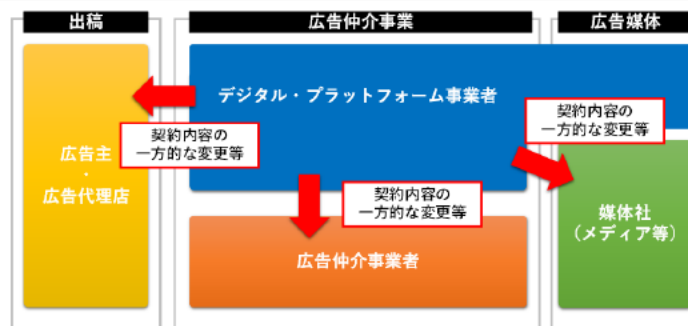 出稿
広告仲介事業
広告媒体
デジタル・プラットフォーム事業者
契約内容の
一方的な変更等
契約内容の
一方的な変更等
契約内容の
一方的な変更等
広告主
・
広告代理店
媒体社
（メディア等）
広告仲介事業者